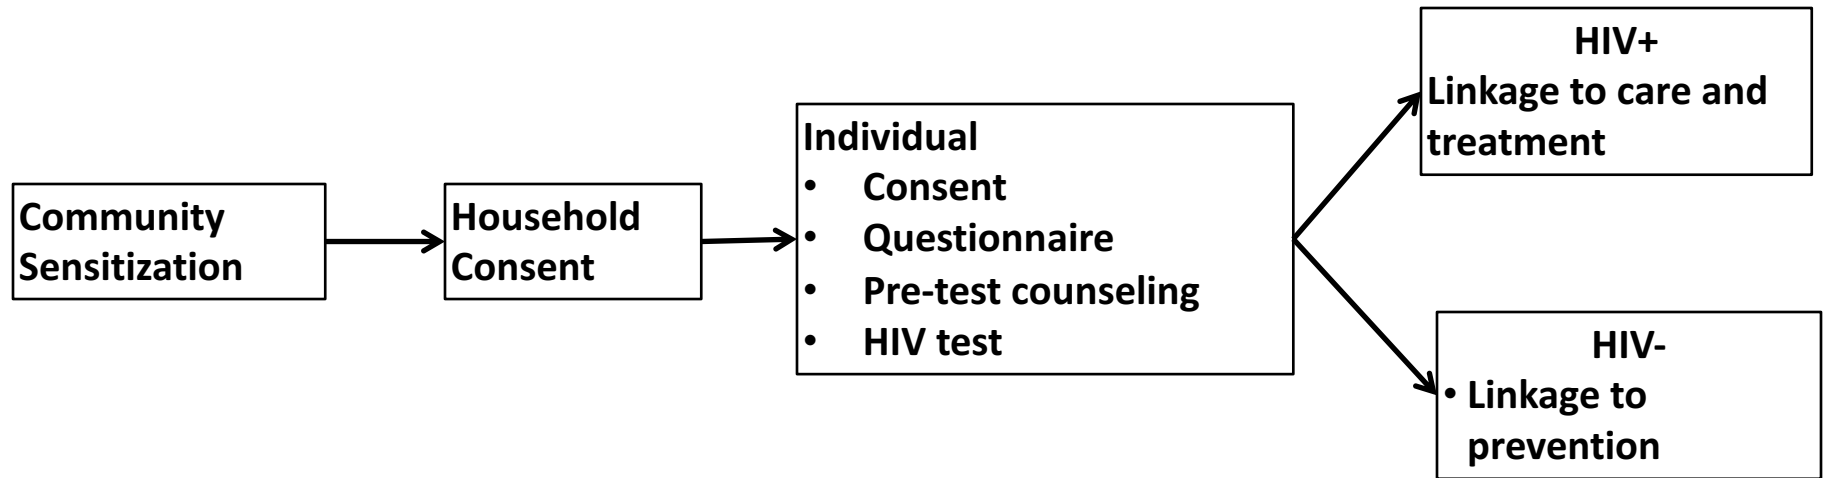 Community
Sensitization
Household
Consent
Individual
• Consent
• Questionnaire
• Pre-test counseling
• HIV test
HIV+
Linkage to care and
treatment
HIV-
• Linkage to
prevention